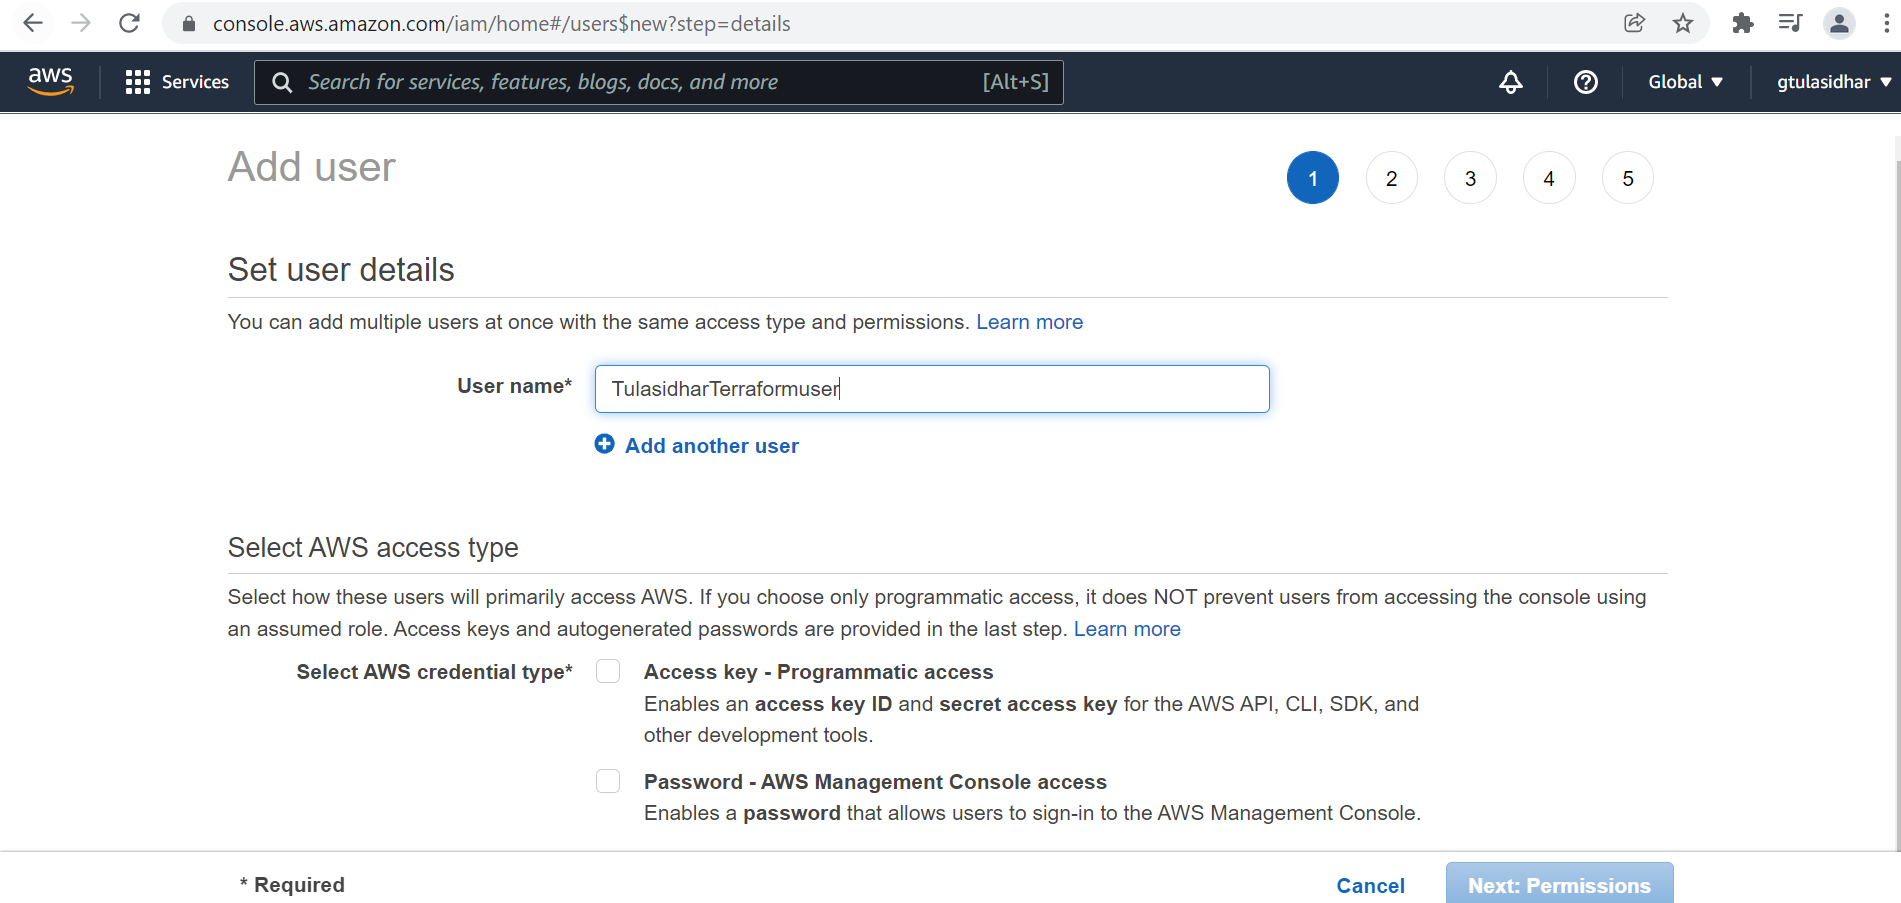 console.aws.amazon.com/iam/home#/users$new?step=details
aws Services Search for services, features, blogs, docs, and more [Alt+S] Global gtulasidhar
Add user 1 2 3 4 5
Set user details
You can add multiple users at once with the same access type and permissions. Learn more
User name* TulasidharTerraformuser
Add another user
Select AWS access type
Select how these users will primarily access AWS. If you choose only programmatic access, it does NOT prevent users from accessing the console using
an assumed role. Access keys and autogenerated passwords are provided in the last step. Learn more
Select AWS credential type* Access key - Programmatic access
Enables an access key ID and secret access key for the AWS API, CLI, SDK, and
other development tools.
Password - AWS Management Console access
Enables a password that allows users to sign-in to the AWS Management Console.
* Required Cancel Next: Permissions